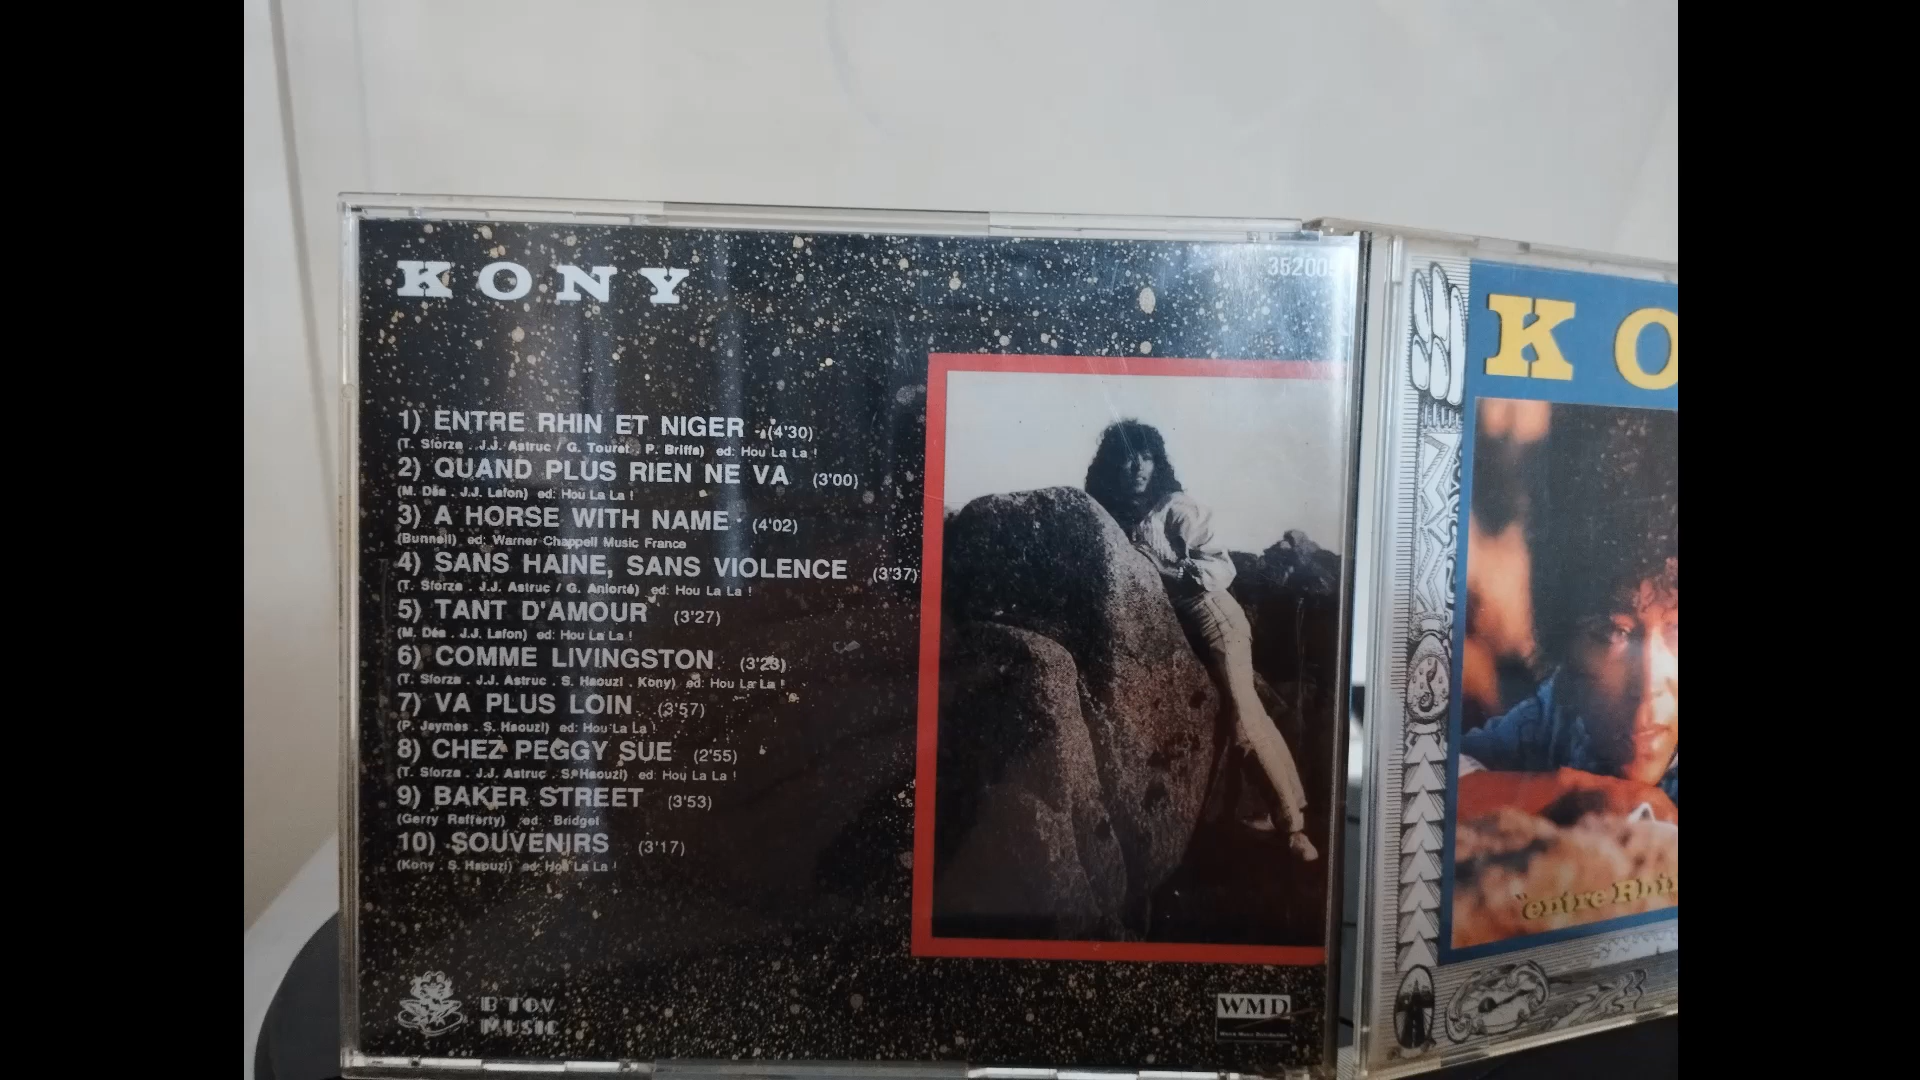 KONY
35200
1) ENTRE RHIN ET NIGER (4'30)
(T. Sforza . J.J. Astruc / G. Touret . P. Briffa) ed: Hou La La !
2) QUAND PLUS RIEN NE VA (3'00)
(M. Déa . J.J. Lafon) ed: Hou La La !
3) A HORSE WITH NAME (4'02)
(Bunnell) ed: Warner Chappell Music France
4) SANS HAINE, SANS VIOLENCE (3'37)
(T. Sforza . J.J. Astruc / G. Aniorté) ed: Hou La La !
5) TANT D'AMOUR (3'27)
(M. Déa . J.J. Lafon) ed: Hou La La !
6) COMME LIVINGSTON (3'23)
(T. Sforza . J.J. Astruc . S. Haouzi . Kony) ed: Hou La La !
7) VA PLUS LOIN (3'57)
(P. Jaymes . S. Haouzi) ed: Hou La La !
8) CHEZ PEGGY SUE (2'55)
(T. Sforza . J.J. Astruc . S. Haouzi) ed: Hou La La !
9) BAKER STREET (3'53)
(Gerry Rafferty) ed: Bridget
10) SOUVENIRS (3'17)
(Kony . S. Haouzi) ed: Hou La La !
B TOV
MUSIC
WMD
KO
"entre Rhi